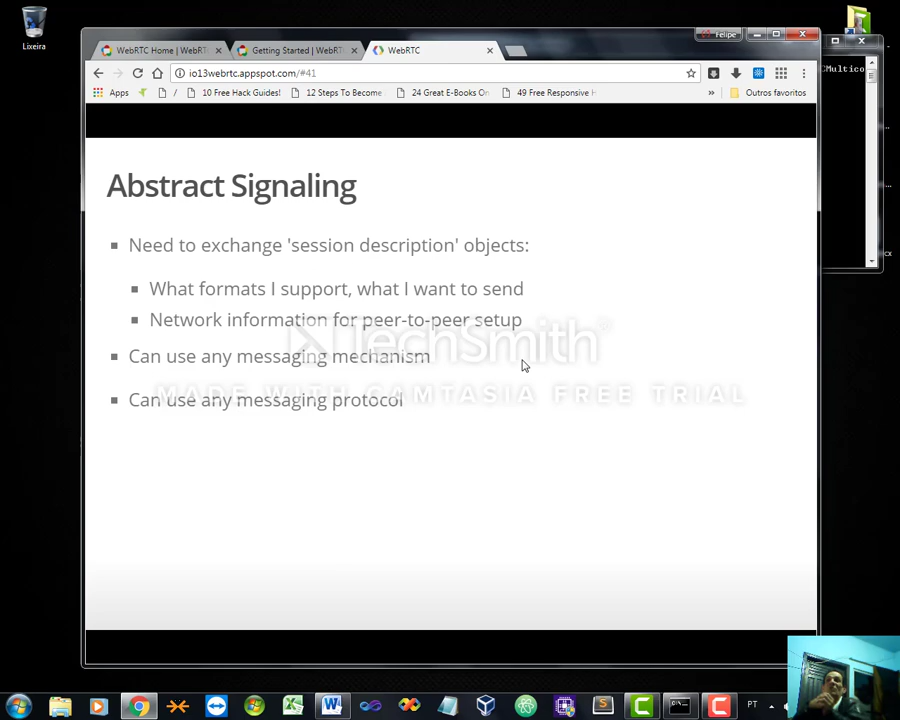 Lixeira
Felipe
WebRTC Home | WebRT
Getting Started | WebRT
WebRTC
io13webrtc.appspot.com/#41
Apps
/
10 Free Hack Guides!
12 Steps To Become
24 Great E-Books On
49 Free Responsive H
»
Outros favoritos
CMultico
Abstract Signaling
Need to exchange 'session description' objects:
What formats I support, what I want to send
Network information for peer-to-peer setup
TechSmith®
Can use any messaging mechanism
MADE WITH CAMTASIA FREE TRIAL
Can use any messaging protocol
cx
PT